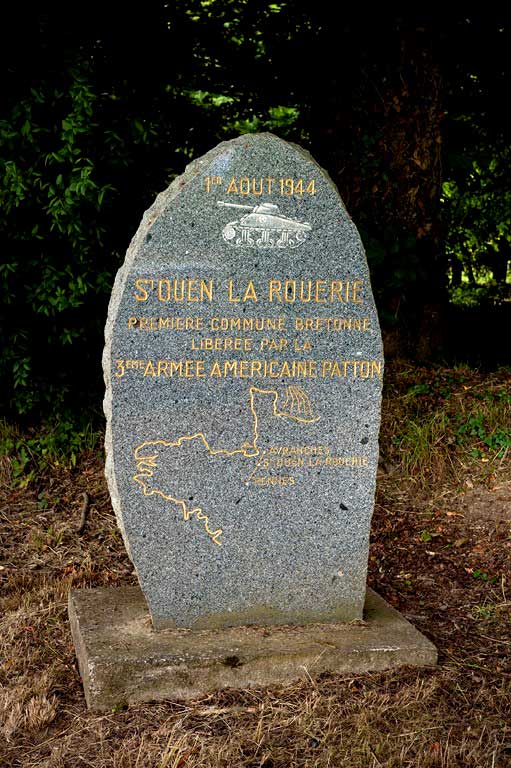 1er AOUT 1944
ST OUEN LA ROUERIE
PREMIERE COMMUNE BRETONNE
LIBEREE PAR LA
3EME ARMEE AMERICAINE PATTON
AVRANCHES
ST OUEN LA ROUERIE
RENNES